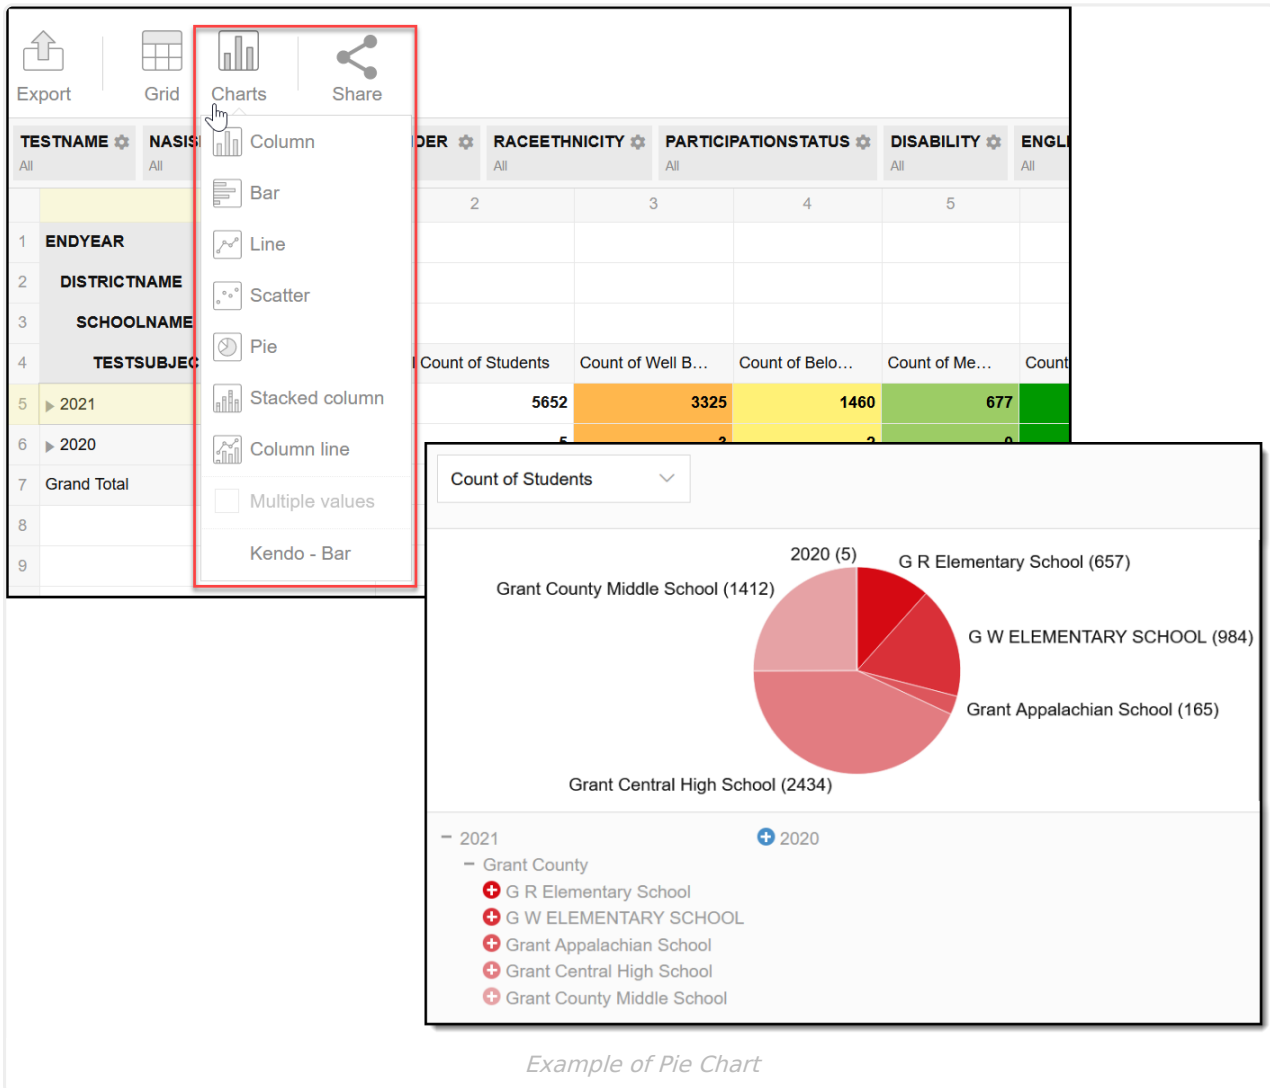 Export Grid Charts Share
TESTNAME NASIS DER RACEETHNICITY PARTICIPATIONSTATUS DISABILITY ENGLI
All All All All All All
Column
Bar
Line
Scatter
Pie
Stacked column
Column line
Multiple values
Kendo - Bar
2 3 4 5
1 ENDYEAR
2 DISTRICTNAME
3 SCHOOLNAME
4 TESTSUBJEC Count of Students Count of Well B... Count of Belo... Count of Me... Count
5 2021 5652 3325 1460 677
6 2020 5 3 2 0
7 Grand Total
8
9
Count of Students
2020 (5)
G R Elementary School (657)
Grant County Middle School (1412)
G W ELEMENTARY SCHOOL (984)
Grant Appalachian School (165)
Grant Central High School (2434)
2021 2020
Grant County
G R Elementary School
G W ELEMENTARY SCHOOL
Grant Appalachian School
Grant Central High School
Grant County Middle School
Example of Pie Chart